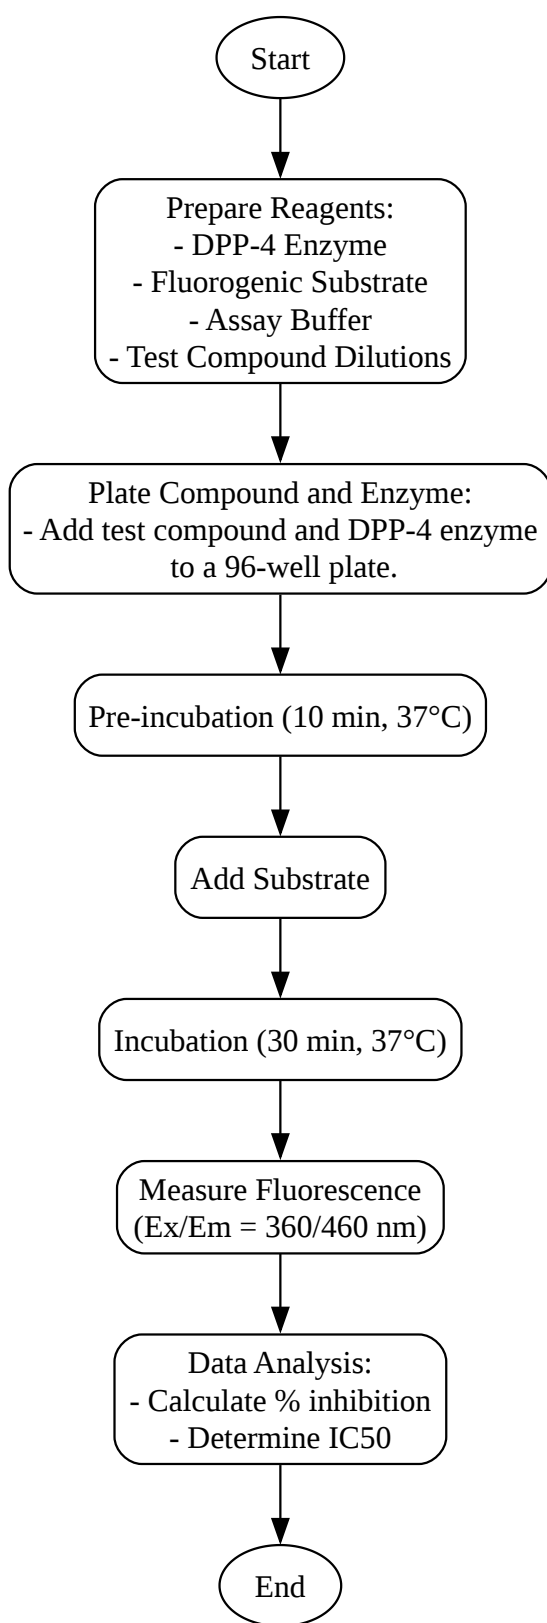 Start
Prepare Reagents:
- DPP-4 Enzyme
- Fluorogenic Substrate
- Assay Buffer
- Test Compound Dilutions
Plate Compound and Enzyme:
- Add test compound and DPP-4 enzyme
to a 96-well plate.
Pre-incubation (10 min, 37°C)
Add Substrate
Incubation (30 min, 37°C)
Measure Fluorescence
(Ex/Em = 360/460 nm)
Data Analysis:
- Calculate % inhibition
- Determine IC50
End